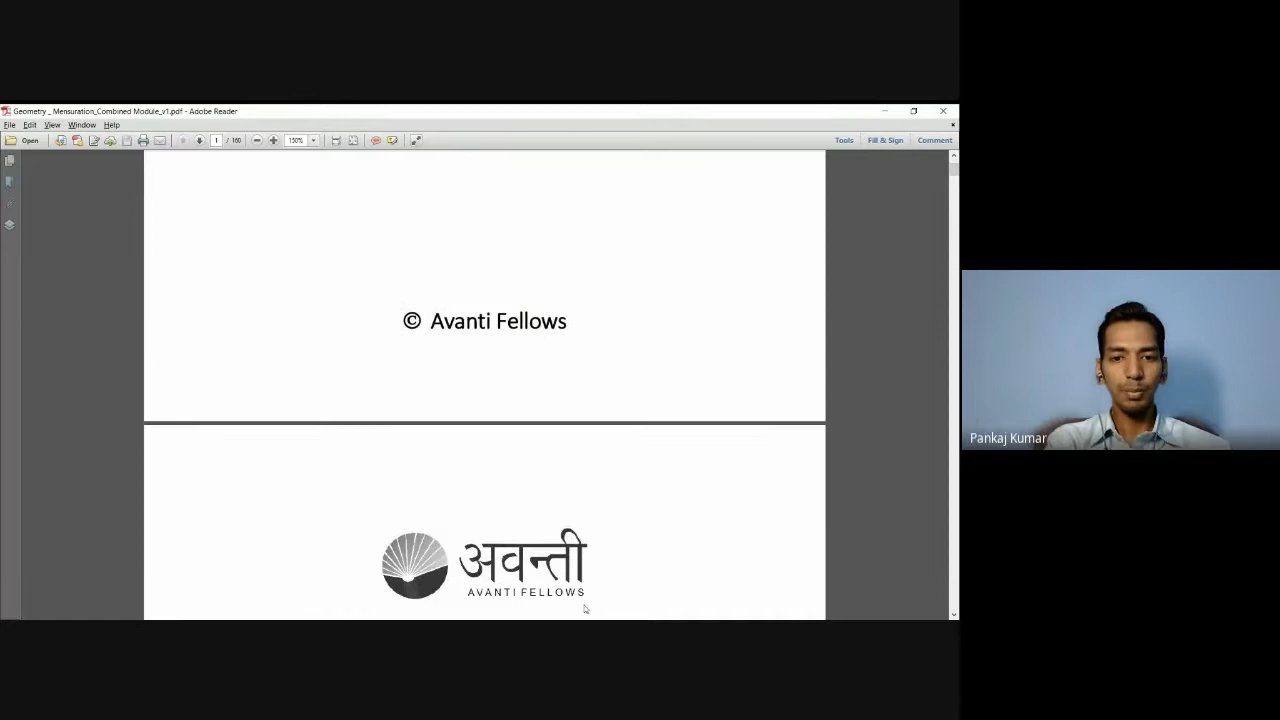 Geometry _ Mensuration_Combined Module_v1.pdf - Adobe Reader
File Edit View Window Help
Open 1 / 160 150% Tools Fill & Sign Comment
© Avanti Fellows
अवन्ती
AVANTI FELLOWS
Pankaj Kumar